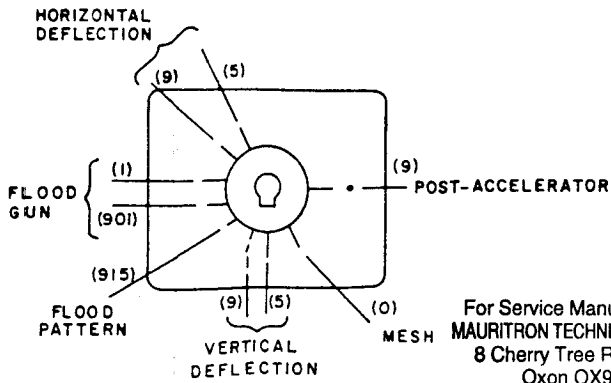 HORIZONTAL
DEFLECTION
(9)
(5)
(1)
FLOOD
GUN
(901)
(9)
POST-ACCELERATOR
(915)
FLOOD
PATTERN
(9)
(5)
VERTICAL
DEFLECTION
(0)
MESH
For Service Manu
MAURITRON TECHNI
8 Cherry Tree R
Oxon OX9